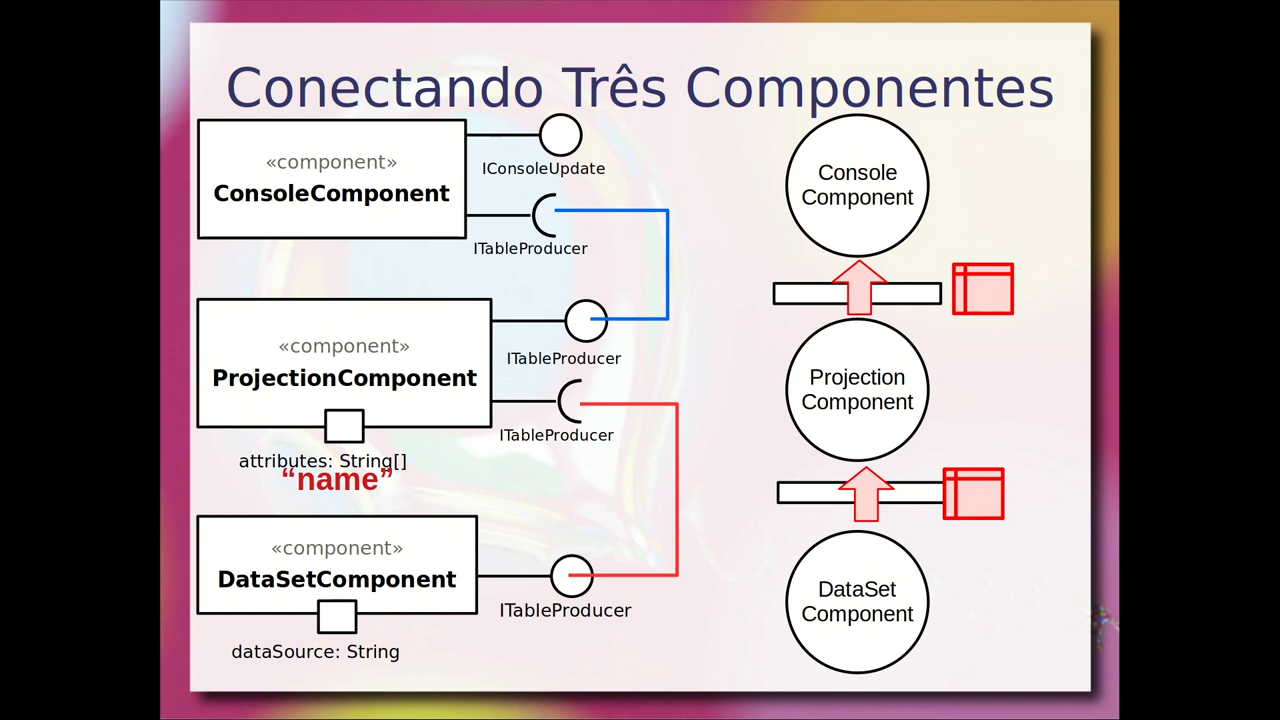 Conectando Três Componentes
«component»
ConsoleComponent
IConsoleUpdate
ITableProducer
«component»
ProjectionComponent
ITableProducer
ITableProducer
attributes: String[]
“name”
«component»
DataSetComponent
ITableProducer
dataSource: String
Console
Component
Projection
Component
DataSet
Component